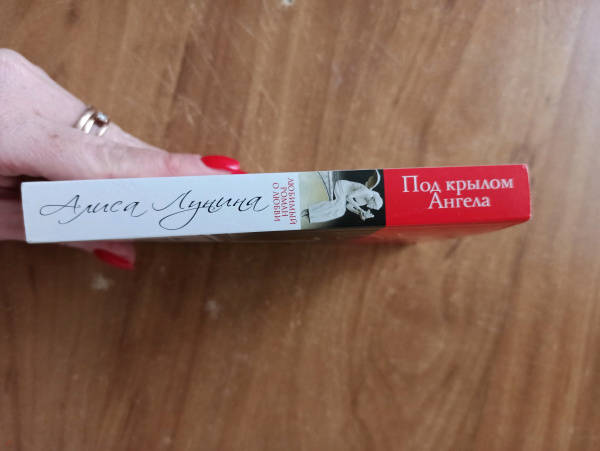 Алиса Лунина
ЛЮБИМЫЙ
РОМАН
О ЛЮБВИ
Под крылом
Ангела